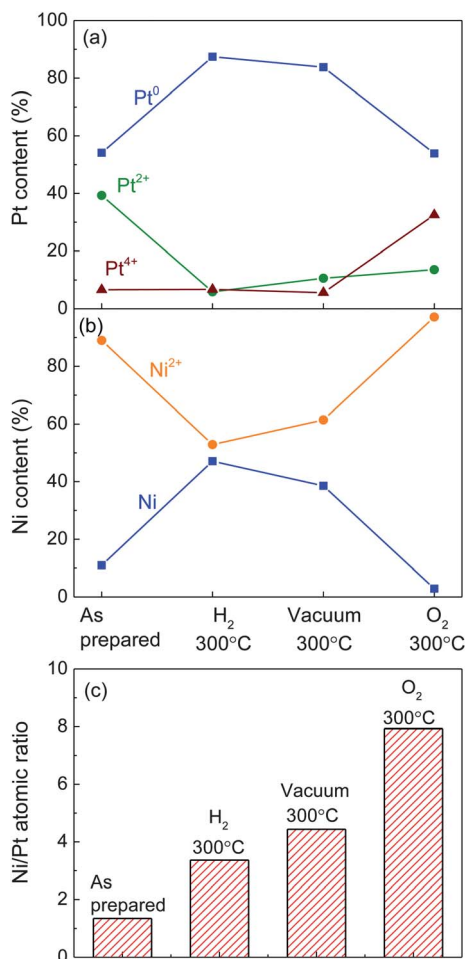 (a)
100
80
60
40
20
0
Pt content (%)
Pt⁰
Pt²⁺
Pt⁴⁺
(b)
80
60
40
20
0
Ni content (%)
Ni²⁺
Ni
As
prepared
H₂
300°C
Vacuum
300°C
O₂
300°C
(c)
10
8
6
4
2
0
Ni/Pt atomic ratio
As
prepared
H₂
300°C
Vacuum
300°C
O₂
300°C